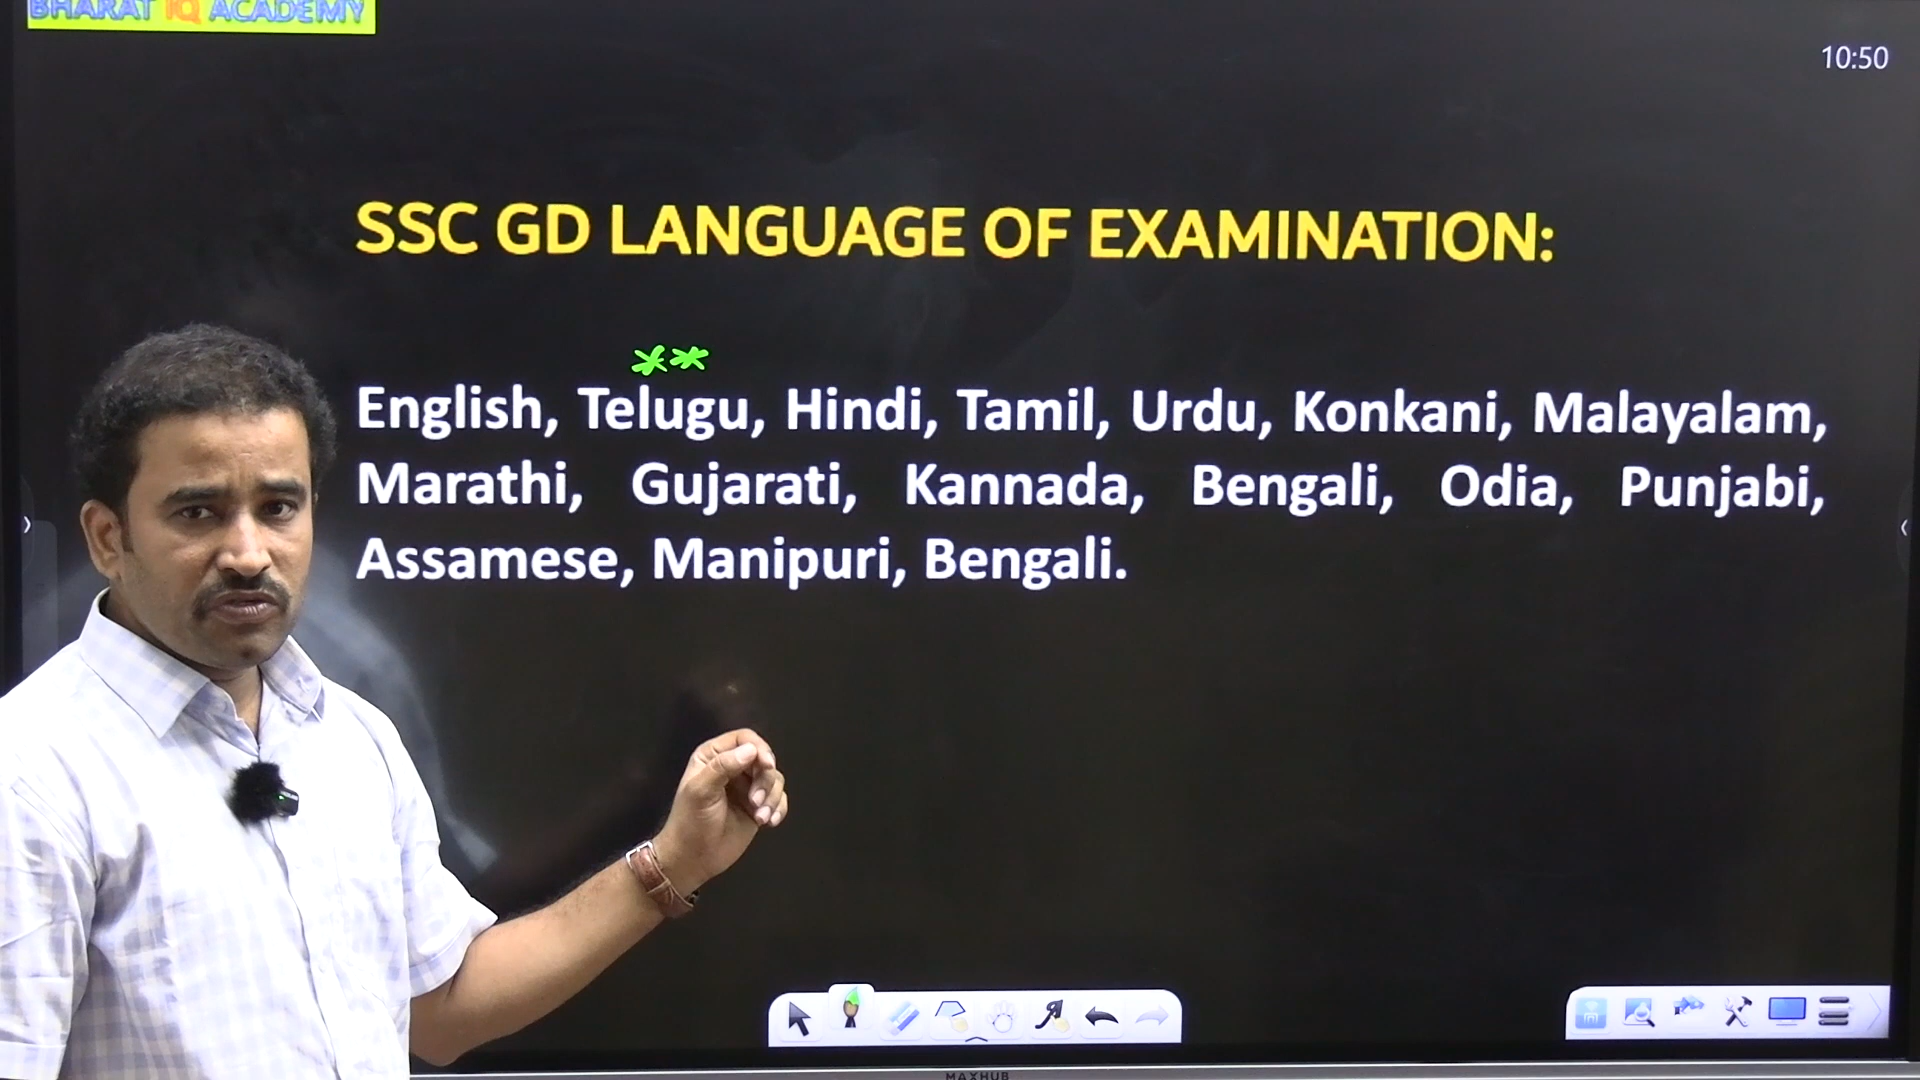 BHARAT IQ ACADEMY
10:50
SSC GD LANGUAGE OF EXAMINATION:
**
English, Telugu, Hindi, Tamil, Urdu, Konkani, Malayalam,
Marathi, Gujarati, Kannada, Bengali, Odia, Punjabi,
Assamese, Manipuri, Bengali.
MAXHUB